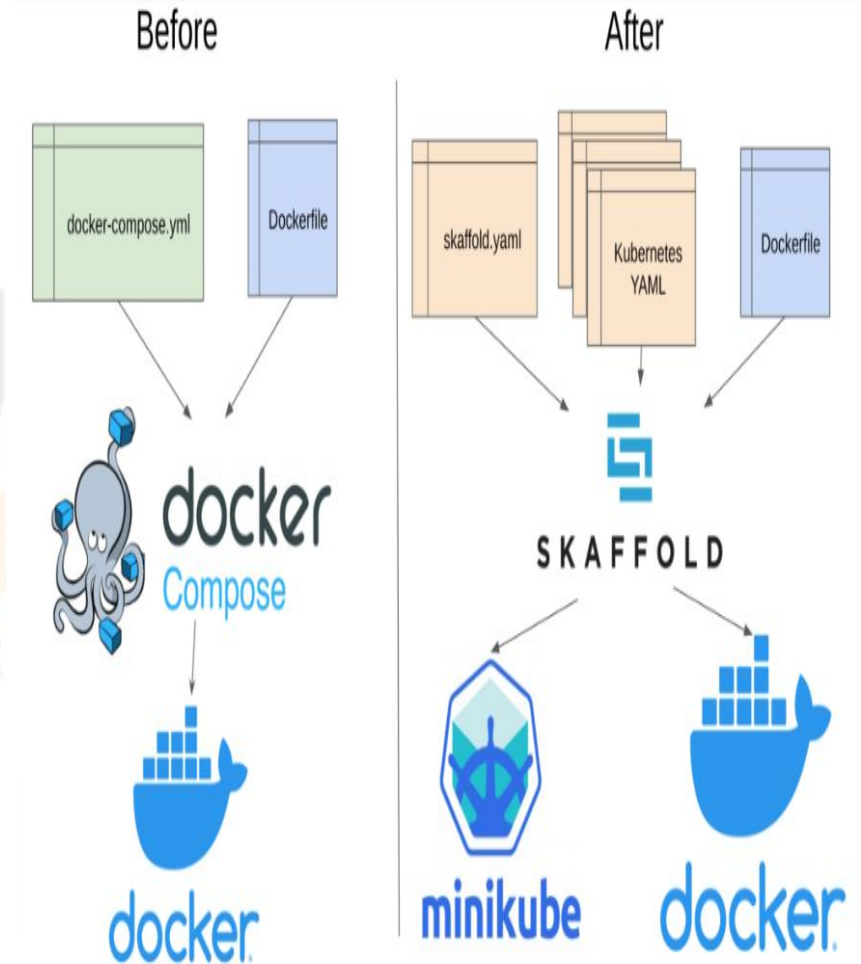 Before
After
docker-compose.yml
Dockerfile
skaffold.yaml
Kubernetes
YAML
Dockerfile
docker
Compose
SKAFFOLD
docker
minikube
docker